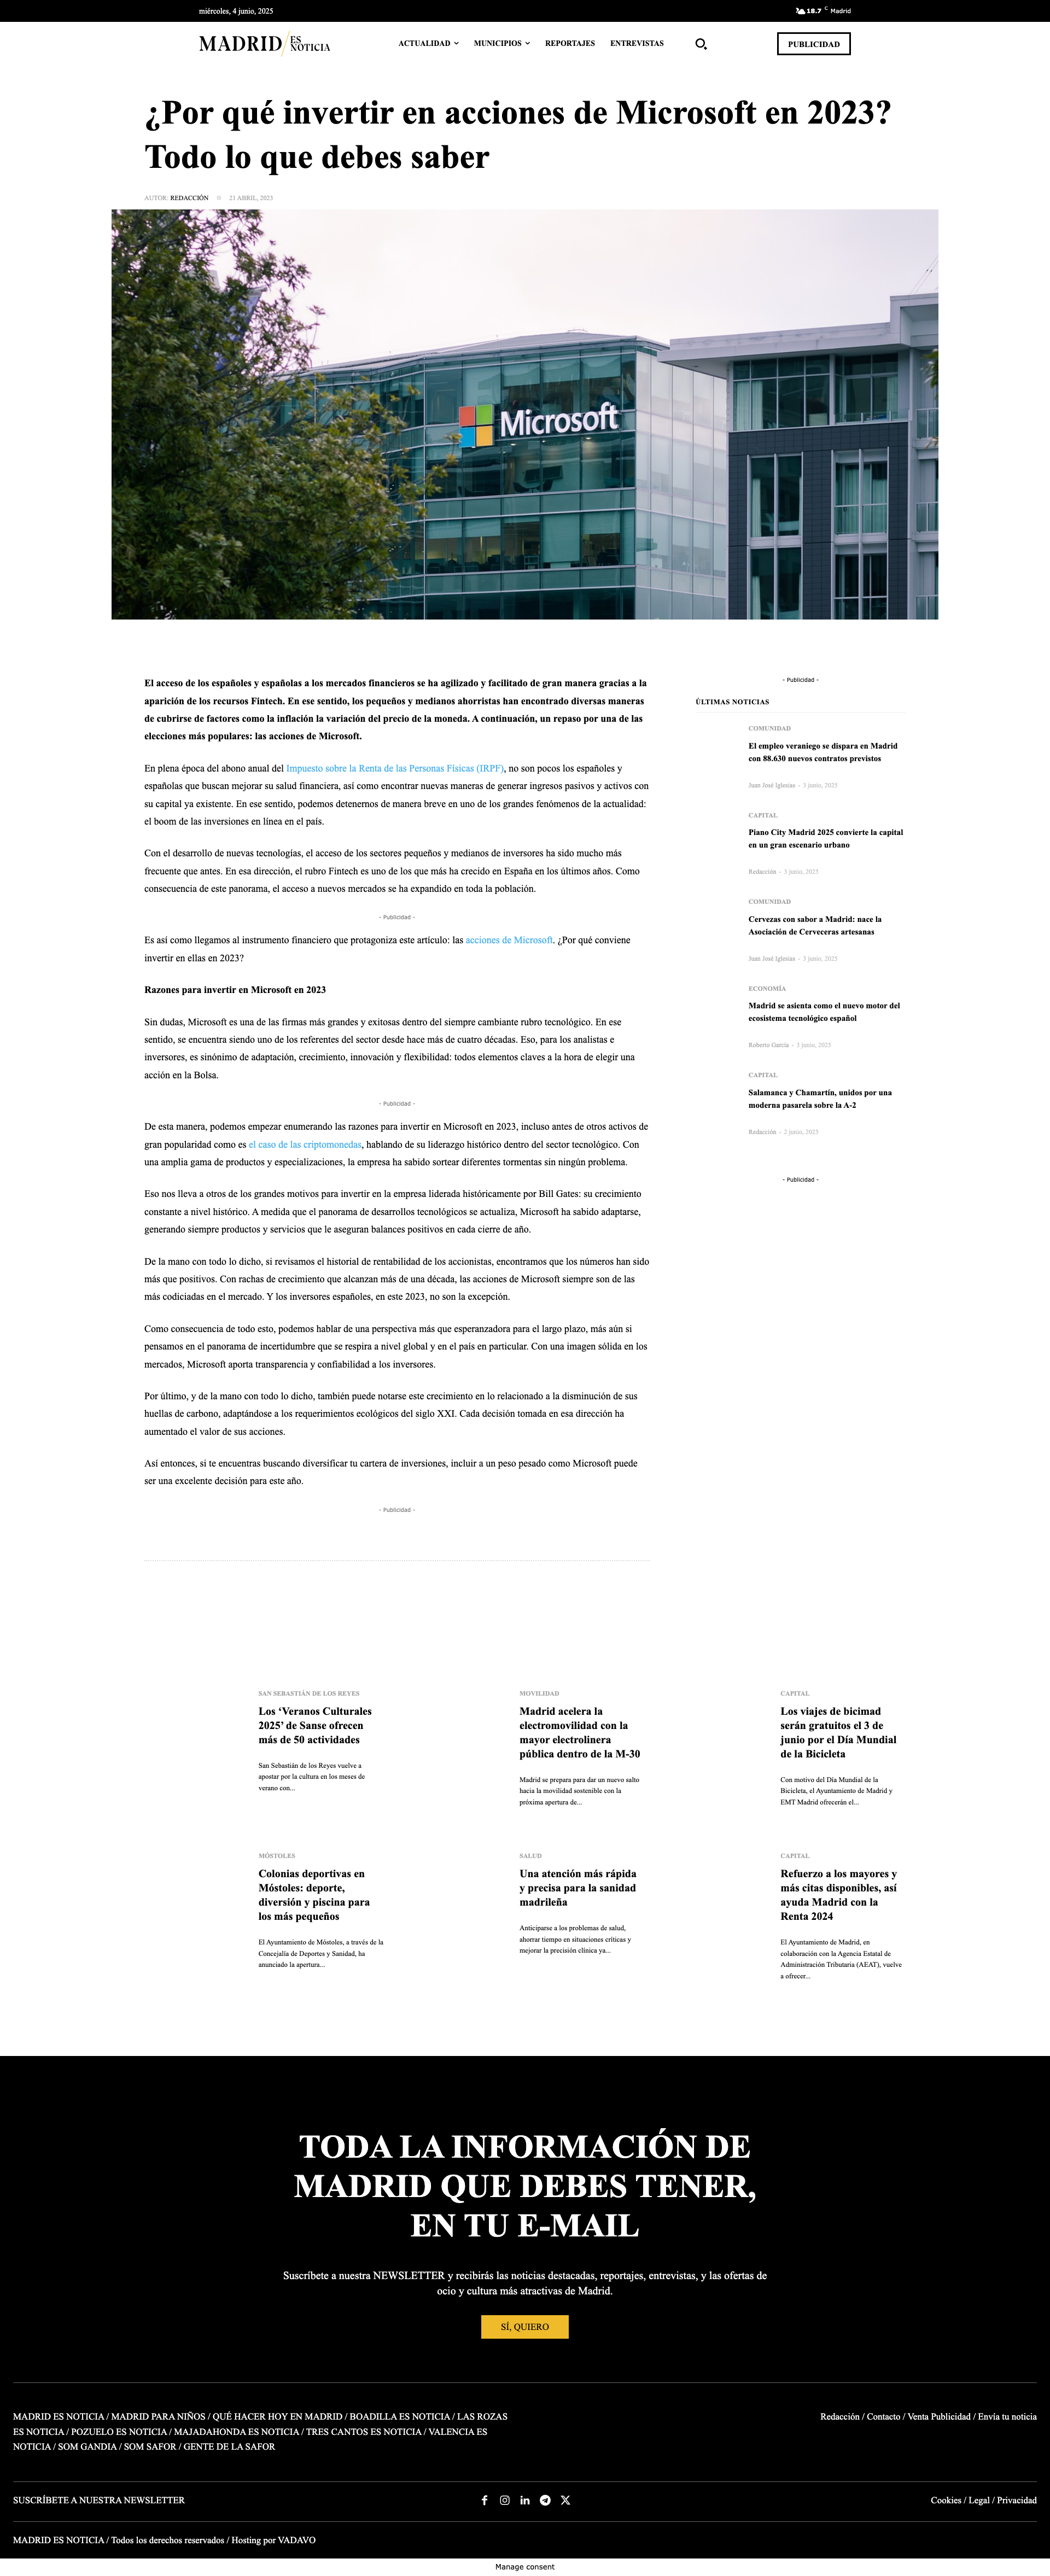 miércoles, 4 junio, 2025
18.7 C Madrid
MADRID ES NOTICIA
ACTUALIDAD
MUNICIPIOS
REPORTAJES
ENTREVISTAS
PUBLICIDAD
¿Por qué invertir en acciones de Microsoft en 2023?
Todo lo que debes saber
AUTOR: REDACCIÓN
21 ABRIL, 2023
Microsoft
El acceso de los españoles y españolas a los mercados financieros se ha agilizado y facilitado de gran manera gracias a la
aparición de los recursos Fintech. En ese sentido, los pequeños y medianos ahorristas han encontrado diversas maneras
de cubrirse de factores como la inflación la variación del precio de la moneda. A continuación, un repaso por una de las
elecciones más populares: las acciones de Microsoft.
En plena época del abono anual del Impuesto sobre la Renta de las Personas Físicas (IRPF), no son pocos los españoles y
españolas que buscan mejorar su salud financiera, así como encontrar nuevas maneras de generar ingresos pasivos y activos con
su capital ya existente. En ese sentido, podemos detenernos de manera breve en uno de los grandes fenómenos de la actualidad:
el boom de las inversiones en línea en el país.
Con el desarrollo de nuevas tecnologías, el acceso de los sectores pequeños y medianos de inversores ha sido mucho más
frecuente que antes. En esa dirección, el rubro Fintech es uno de los que más ha crecido en España en los últimos años. Como
consecuencia de este panorama, el acceso a nuevos mercados se ha expandido en toda la población.
- Publicidad -
Es así como llegamos al instrumento financiero que protagoniza este artículo: las acciones de Microsoft. ¿Por qué conviene
invertir en ellas en 2023?
Razones para invertir en Microsoft en 2023
Sin dudas, Microsoft es una de las firmas más grandes y exitosas dentro del siempre cambiante rubro tecnológico. En ese
sentido, se encuentra siendo uno de los referentes del sector desde hace más de cuatro décadas. Eso, para los analistas e
inversores, es sinónimo de adaptación, crecimiento, innovación y flexibilidad: todos elementos claves a la hora de elegir una
acción en la Bolsa.
- Publicidad -
De esta manera, podemos empezar enumerando las razones para invertir en Microsoft en 2023, incluso antes de otros activos de
gran popularidad como es el caso de las criptomonedas, hablando de su liderazgo histórico dentro del sector tecnológico. Con
una amplia gama de productos y especializaciones, la empresa ha sabido sortear diferentes tormentas sin ningún problema.
Eso nos lleva a otros de los grandes motivos para invertir en la empresa liderada históricamente por Bill Gates: su crecimiento
constante a nivel histórico. A medida que el panorama de desarrollos tecnológicos se actualiza, Microsoft ha sabido adaptarse,
generando siempre productos y servicios que le aseguran balances positivos en cada cierre de año.
De la mano con todo lo dicho, si revisamos el historial de rentabilidad de los accionistas, encontramos que los números han sido
más que positivos. Con rachas de crecimiento que alcanzan más de una década, las acciones de Microsoft siempre son de las
más codiciadas en el mercado. Y los inversores españoles, en este 2023, no son la excepción.
Como consecuencia de todo esto, podemos hablar de una perspectiva más que esperanzadora para el largo plazo, más aún si
pensamos en el panorama de incertidumbre que se respira a nivel global y en el país en particular. Con una imagen sólida en los
mercados, Microsoft aporta transparencia y confiabilidad a los inversores.
Por último, y de la mano con todo lo dicho, también puede notarse este crecimiento en lo relacionado a la disminución de sus
huellas de carbono, adaptándose a los requerimientos ecológicos del siglo XXI. Cada decisión tomada en esa dirección ha
aumentado el valor de sus acciones.
Así entonces, si te encuentras buscando diversificar tu cartera de inversiones, incluir a un peso pesado como Microsoft puede
ser una excelente decisión para este año.
- Publicidad -
- Publicidad -
ÚLTIMAS NOTICIAS
COMUNIDAD
El empleo veraniego se dispara en Madrid
con 88.630 nuevos contratos previstos
Juan José Iglesias - 3 junio, 2025
CAPITAL
Piano City Madrid 2025 convierte la capital
en un gran escenario urbano
Redacción - 3 junio, 2025
COMUNIDAD
Cervezas con sabor a Madrid: nace la
Asociación de Cerveceras artesanas
Juan José Iglesias - 3 junio, 2025
ECONOMÍA
Madrid se asienta como el nuevo motor del
ecosistema tecnológico español
Roberto García - 3 junio, 2025
CAPITAL
Salamanca y Chamartín, unidos por una
moderna pasarela sobre la A-2
Redacción - 2 junio, 2025
- Publicidad -
SAN SEBASTIÁN DE LOS REYES
Los ‘Veranos Culturales
2025’ de Sanse ofrecen
más de 50 actividades
San Sebastián de los Reyes vuelve a
apostar por la cultura en los meses de
verano con...
MOVILIDAD
Madrid acelera la
electromovilidad con la
mayor electrolinera
pública dentro de la M-30
Madrid se prepara para dar un nuevo salto
hacia la movilidad sostenible con la
próxima apertura de...
CAPITAL
Los viajes de bicimad
serán gratuitos el 3 de
junio por el Día Mundial
de la Bicicleta
Con motivo del Día Mundial de la
Bicicleta, el Ayuntamiento de Madrid y
EMT Madrid ofrecerán el...
MÓSTOLES
Colonias deportivas en
Móstoles: deporte,
diversión y piscina para
los más pequeños
El Ayuntamiento de Móstoles, a través de la
Concejalía de Deportes y Sanidad, ha
anunciado la apertura...
SALUD
Una atención más rápida
y precisa para la sanidad
madrileña
Anticiparse a los problemas de salud,
ahorrar tiempo en situaciones críticas y
mejorar la precisión clínica ya...
CAPITAL
Refuerzo a los mayores y
más citas disponibles, así
ayuda Madrid con la
Renta 2024
El Ayuntamiento de Madrid, en
colaboración con la Agencia Estatal de
Administración Tributaria (AEAT), vuelve
a ofrecer...
TODA LA INFORMACIÓN DE
MADRID QUE DEBES TENER,
EN TU E-MAIL
Suscríbete a nuestra NEWSLETTER y recibirás las noticias destacadas, reportajes, entrevistas, y las ofertas de
ocio y cultura más atractivas de Madrid.
SÍ, QUIERO
MADRID ES NOTICIA / MADRID PARA NIÑOS / QUÉ HACER HOY EN MADRID / BOADILLA ES NOTICIA / LAS ROZAS
ES NOTICIA / POZUELO ES NOTICIA / MAJADAHONDA ES NOTICIA / TRES CANTOS ES NOTICIA / VALENCIA ES
NOTICIA / SOM GANDIA / SOM SAFOR / GENTE DE LA SAFOR
Redacción / Contacto / Venta Publicidad / Envía tu noticia
SUSCRÍBETE A NUESTRA NEWSLETTER
Cookies / Legal / Privacidad
MADRID ES NOTICIA / Todos los derechos reservados / Hosting por VADAVO
Manage consent